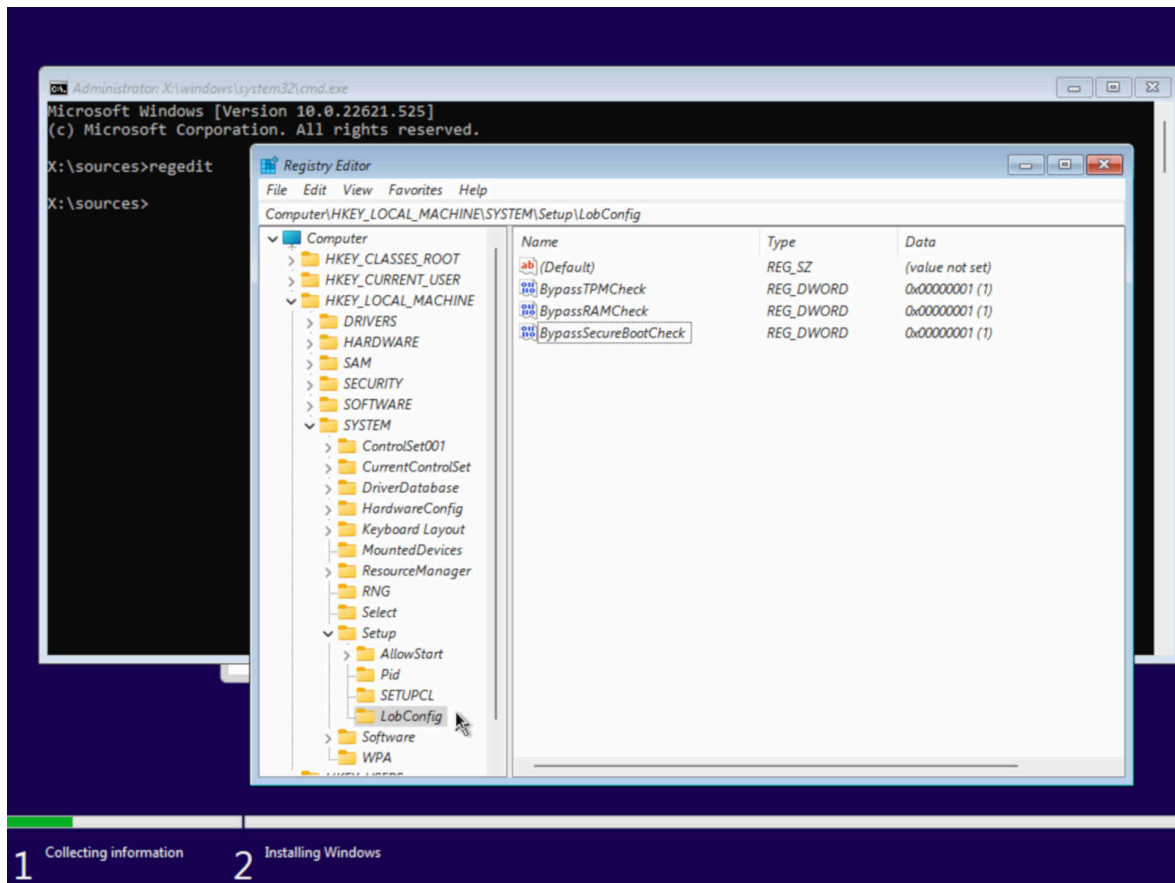 Administrator: X:\windows\system32\cmd.exe
Microsoft Windows [Version 10.0.22621.525]
(c) Microsoft Corporation. All rights reserved.
X:\sources>regedit
X:\sources>
Registry Editor
File Edit View Favorites Help
Computer\HKEY_LOCAL_MACHINE\SYSTEM\Setup\LobConfig
Computer
HKEY_CLASSES_ROOT
HKEY_CURRENT_USER
HKEY_LOCAL_MACHINE
DRIVERS
HARDWARE
SAM
SECURITY
SOFTWARE
SYSTEM
ControlSet001
CurrentControlSet
DriverDatabase
HardwareConfig
Keyboard Layout
MountedDevices
ResourceManager
RNG
Select
Setup
AllowStart
Pid
SETUPCL
LobConfig
Software
WPA
HKEY_USERS
Name Type Data
(Default) REG_SZ (value not set)
BypassTPMCheck REG_DWORD 0x00000001 (1)
BypassRAMCheck REG_DWORD 0x00000001 (1)
BypassSecureBootCheck REG_DWORD 0x00000001 (1)
1 Collecting information 2 Installing Windows